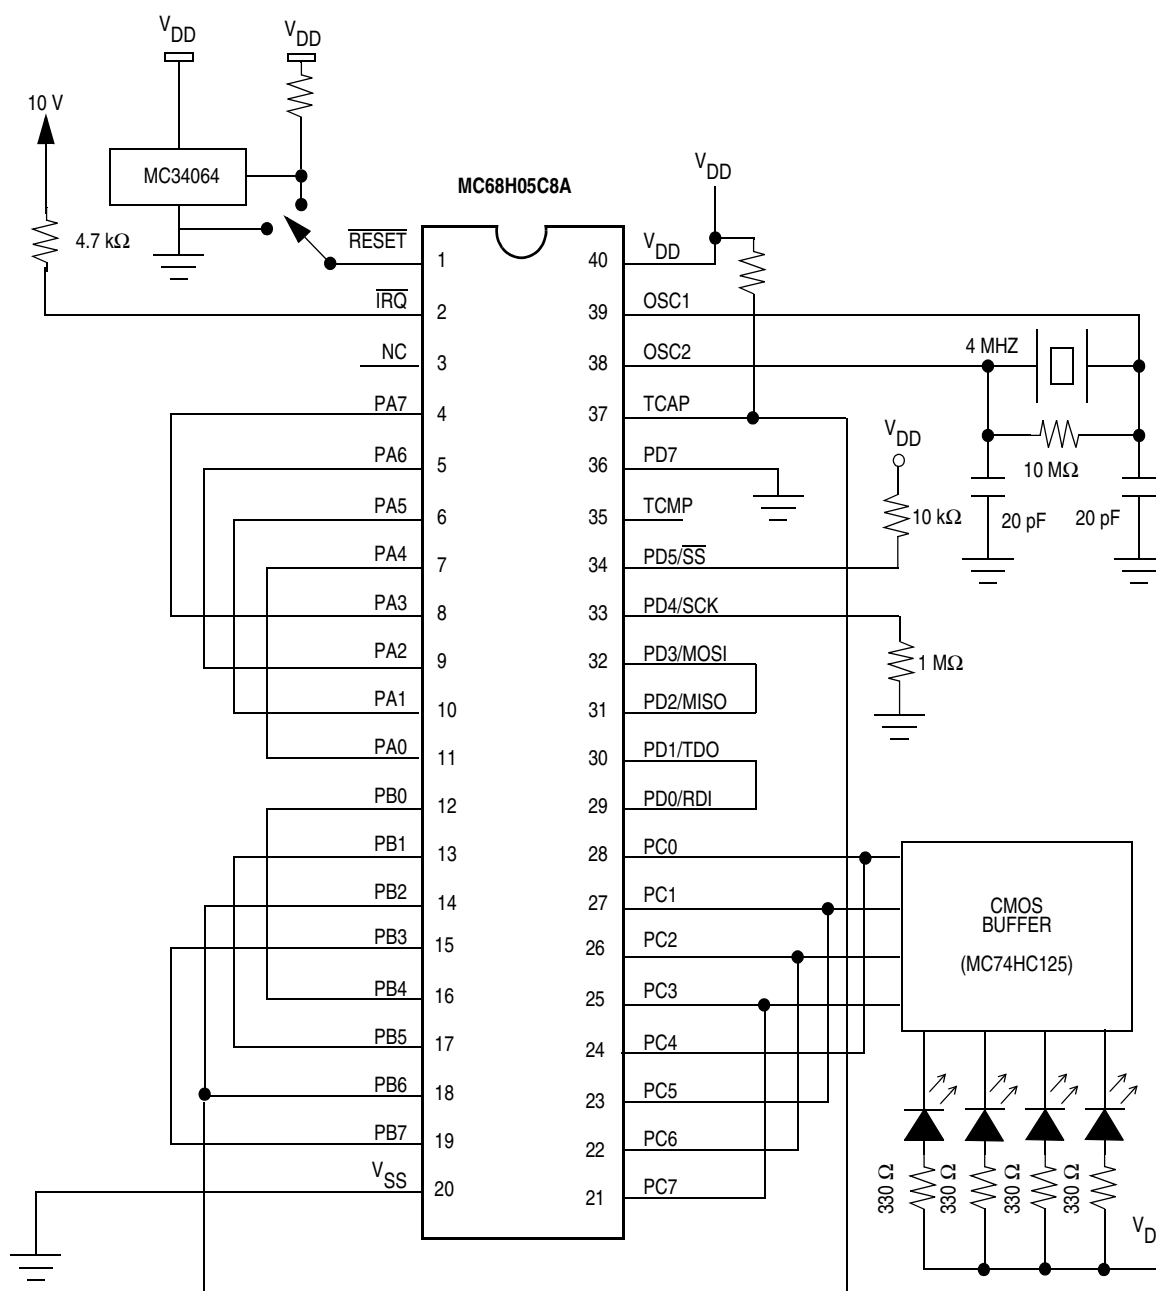 VDD
VDD
10 V
MC34064
4.7 kΩ
MC68H05C8A
VDD
RESET
1
40
VDD
IRQ
2
39
OSC1
NC
3
38
OSC2
4 MHZ
PA7
4
37
TCAP
VDD
PA6
5
36
PD7
10 MΩ
PA5
6
35
TCMP
10 kΩ
20 pF
20 pF
PA4
7
34
PD5/SS
PA3
8
33
PD4/SCK
PA2
9
32
PD3/MOSI
1 MΩ
PA1
10
31
PD2/MISO
PA0
11
30
PD1/TDO
PB0
12
29
PD0/RDI
PB1
13
28
PC0
PB2
14
27
PC1
CMOS
BUFFER
(MC74HC125)
PB3
15
26
PC2
PB4
16
25
PC3
PB5
17
24
PC4
PB6
18
23
PC5
PB7
19
22
PC6
VSS
20
21
PC7
330 Ω
330 Ω
330 Ω
330 Ω
VD